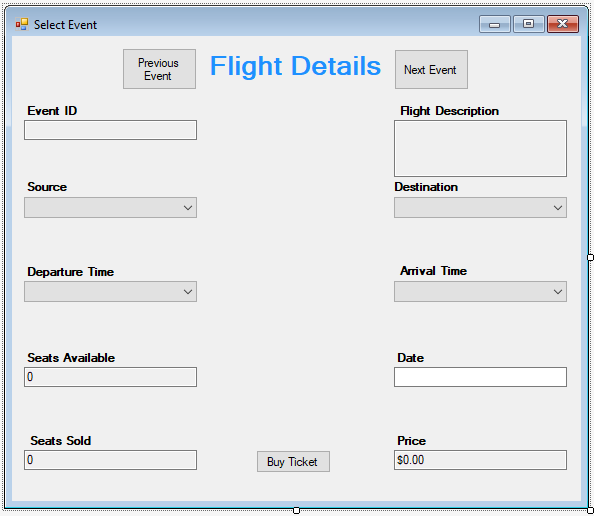 Select Event
Previous
Event
Flight Details
Next Event
Event ID
Flight Description
Source
Destination
Departure Time
Arrival Time
Seats Available
Date
0
Seats Sold
Price
0
Buy Ticket
$0.00